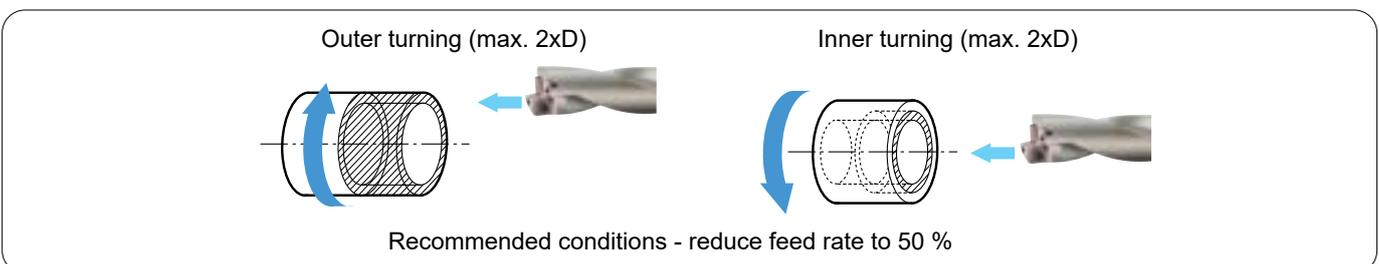 Outer turning (max. 2xD)
Inner turning (max. 2xD)
Recommended conditions - reduce feed rate to 50 %